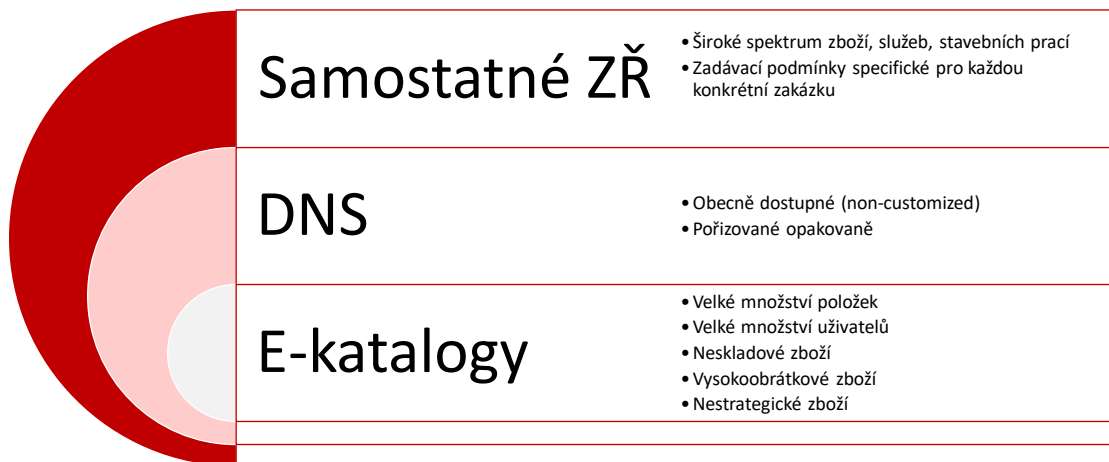 Samostatné ZŘ
• Široké spektrum zboží, služeb, stavebních prací
• Zadávací podmínky specifické pro každou
konkrétní zakázku
DNS
• Obecně dostupné (non-customized)
• Pořizované opakovaně
E-katalogy
• Velké množství položek
• Velké množství uživatelů
• Neskladové zboží
• Vysokoobrátkové zboží
• Nestrategické zboží